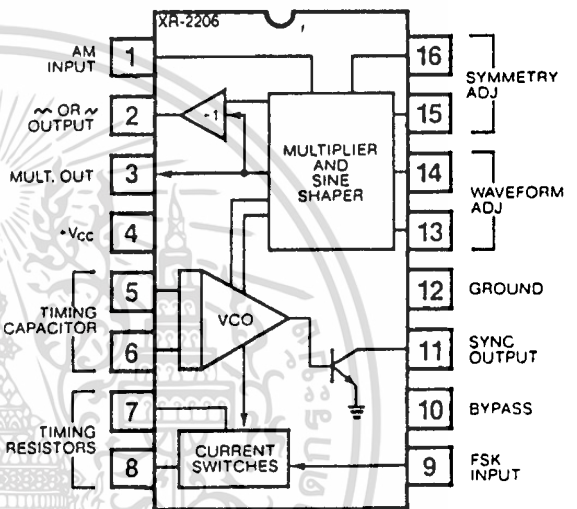 XR-2206
AM
INPUT
1
16
SYMMETRY
ADJ
15
~ OR ~
OUTPUT
2
-1
MULTIPLIER
AND
SINE
SHAPER
MULT. OUT
3
14
WAVEFORM
ADJ
13
+Vcc
4
12
GROUND
TIMING
CAPACITOR
5
6
VCO
11
SYNC
OUTPUT
10
BYPASS
TIMING
RESISTORS
7
8
CURRENT
SWITCHES
9
FSK
INPUT